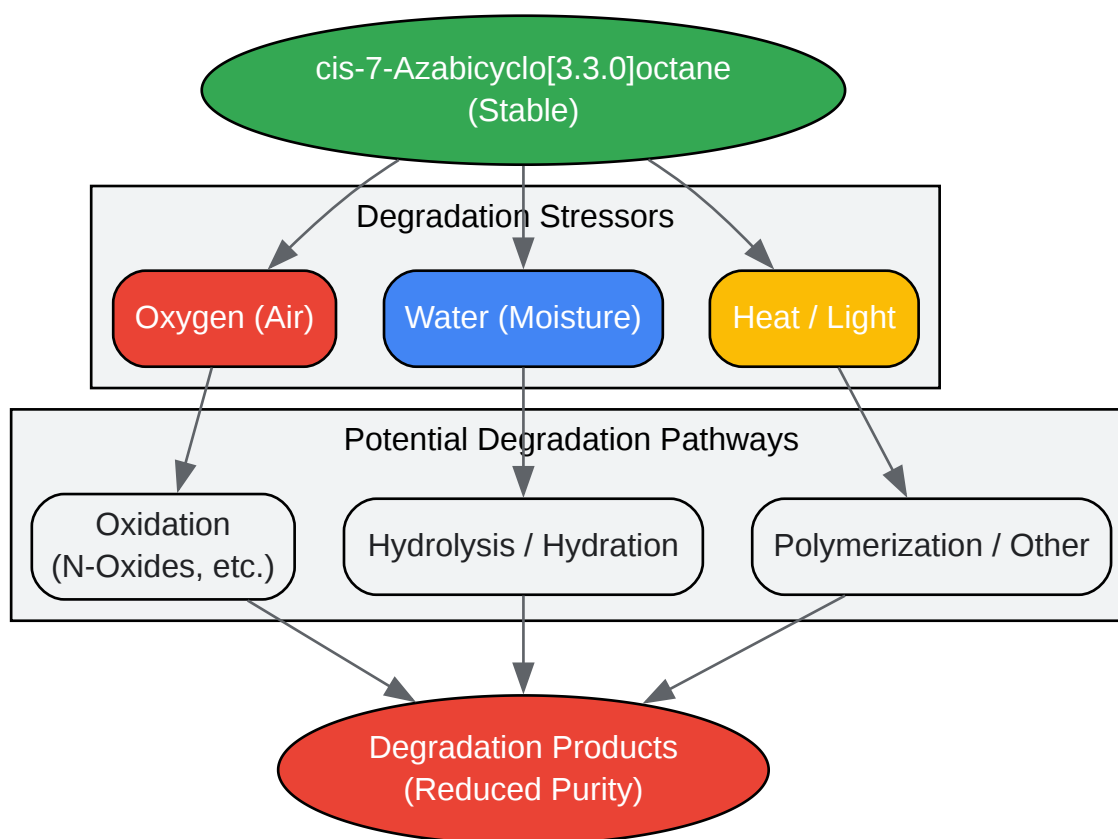 cis-7-Azabicyclo[3.3.0]octane
(Stable)
Degradation Stressors
Oxygen (Air)
Water (Moisture)
Heat / Light
Potential Degradation Pathways
Oxidation
(N-Oxides, etc.)
Hydrolysis / Hydration
Polymerization / Other
Degradation Products
(Reduced Purity)